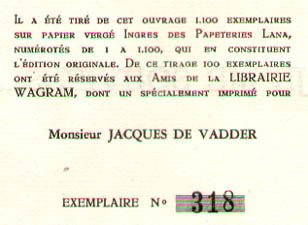 IL A ÉTÉ TIRÉ DE CET OUVRAGE 1.100 EXEMPLAIRES
SUR PAPIER VERGÉ INGRES DES PAPETERIES LANA,
NUMÉROTÉS DE 1 A 1.100, QUI EN CONSTITUENT
L'ÉDITION ORIGINALE. DE CE TIRAGE 100 EXEMPLAIRES
ONT ÉTÉ RÉSERVÉS AUX AMIS DE LA LIBRAIRIE
WAGRAM, DONT UN SPÉCIALEMENT IMPRIMÉ POUR
Monsieur JACQUES DE VADDER
EXEMPLAIRE No 318